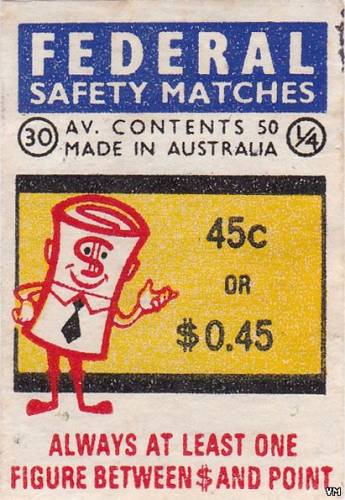 FEDERAL
SAFETY MATCHES
30 AV. CONTENTS 50 1/4
MADE IN AUSTRALIA
$
45c
OR
$0.45
ALWAYS AT LEAST ONE
FIGURE BETWEEN $ AND POINT
VM